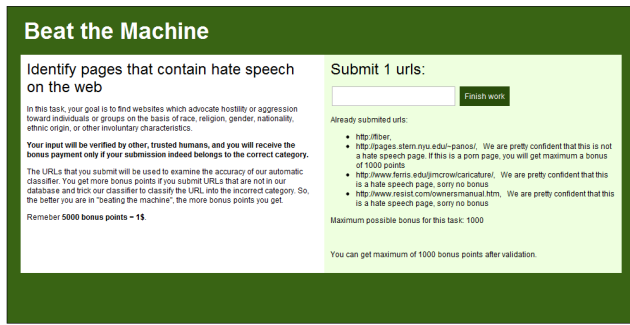 Beat the Machine
Identify pages that contain hate speech
on the web
In this task, your goal is to find websites which advocate hostility or aggression
toward individuals or groups on the basis of race, religion, gender, nationality,
ethnic origin, or other involuntary characteristics.
Your input will be verified by other, trusted humans, and you will receive the
bonus payment only if your submission indeed belongs to the correct category.
The URLs that you submit will be used to examine the accuracy of our automatic
classifier. You get more bonus points if you submit URLs that are not in our
database and trick our classifier to classify the URL into the incorrect category. So,
the better you are in "beating the machine", the more bonus points you get.
Remeber 5000 bonus points = 1$.
Submit 1 urls:
Finish work
Already submited urls:
• http://fiber,
• http://pages.stern.nyu.edu/~panos/, We are pretty confident that this is not
a hate speech page. If this is a porn page, you will get maximum a bonus
of 1000 points
• http://www.ferris.edu/jimcrow/caricature/, We are pretty confident that this
is a hate speech page, sorry no bonus
• http://www.resist.com/ownersmanual.htm, We are pretty confident that this
is a hate speech page, sorry no bonus
Maximum possible bonus for this task: 1000
You can get maximum of 1000 bonus points after validation.